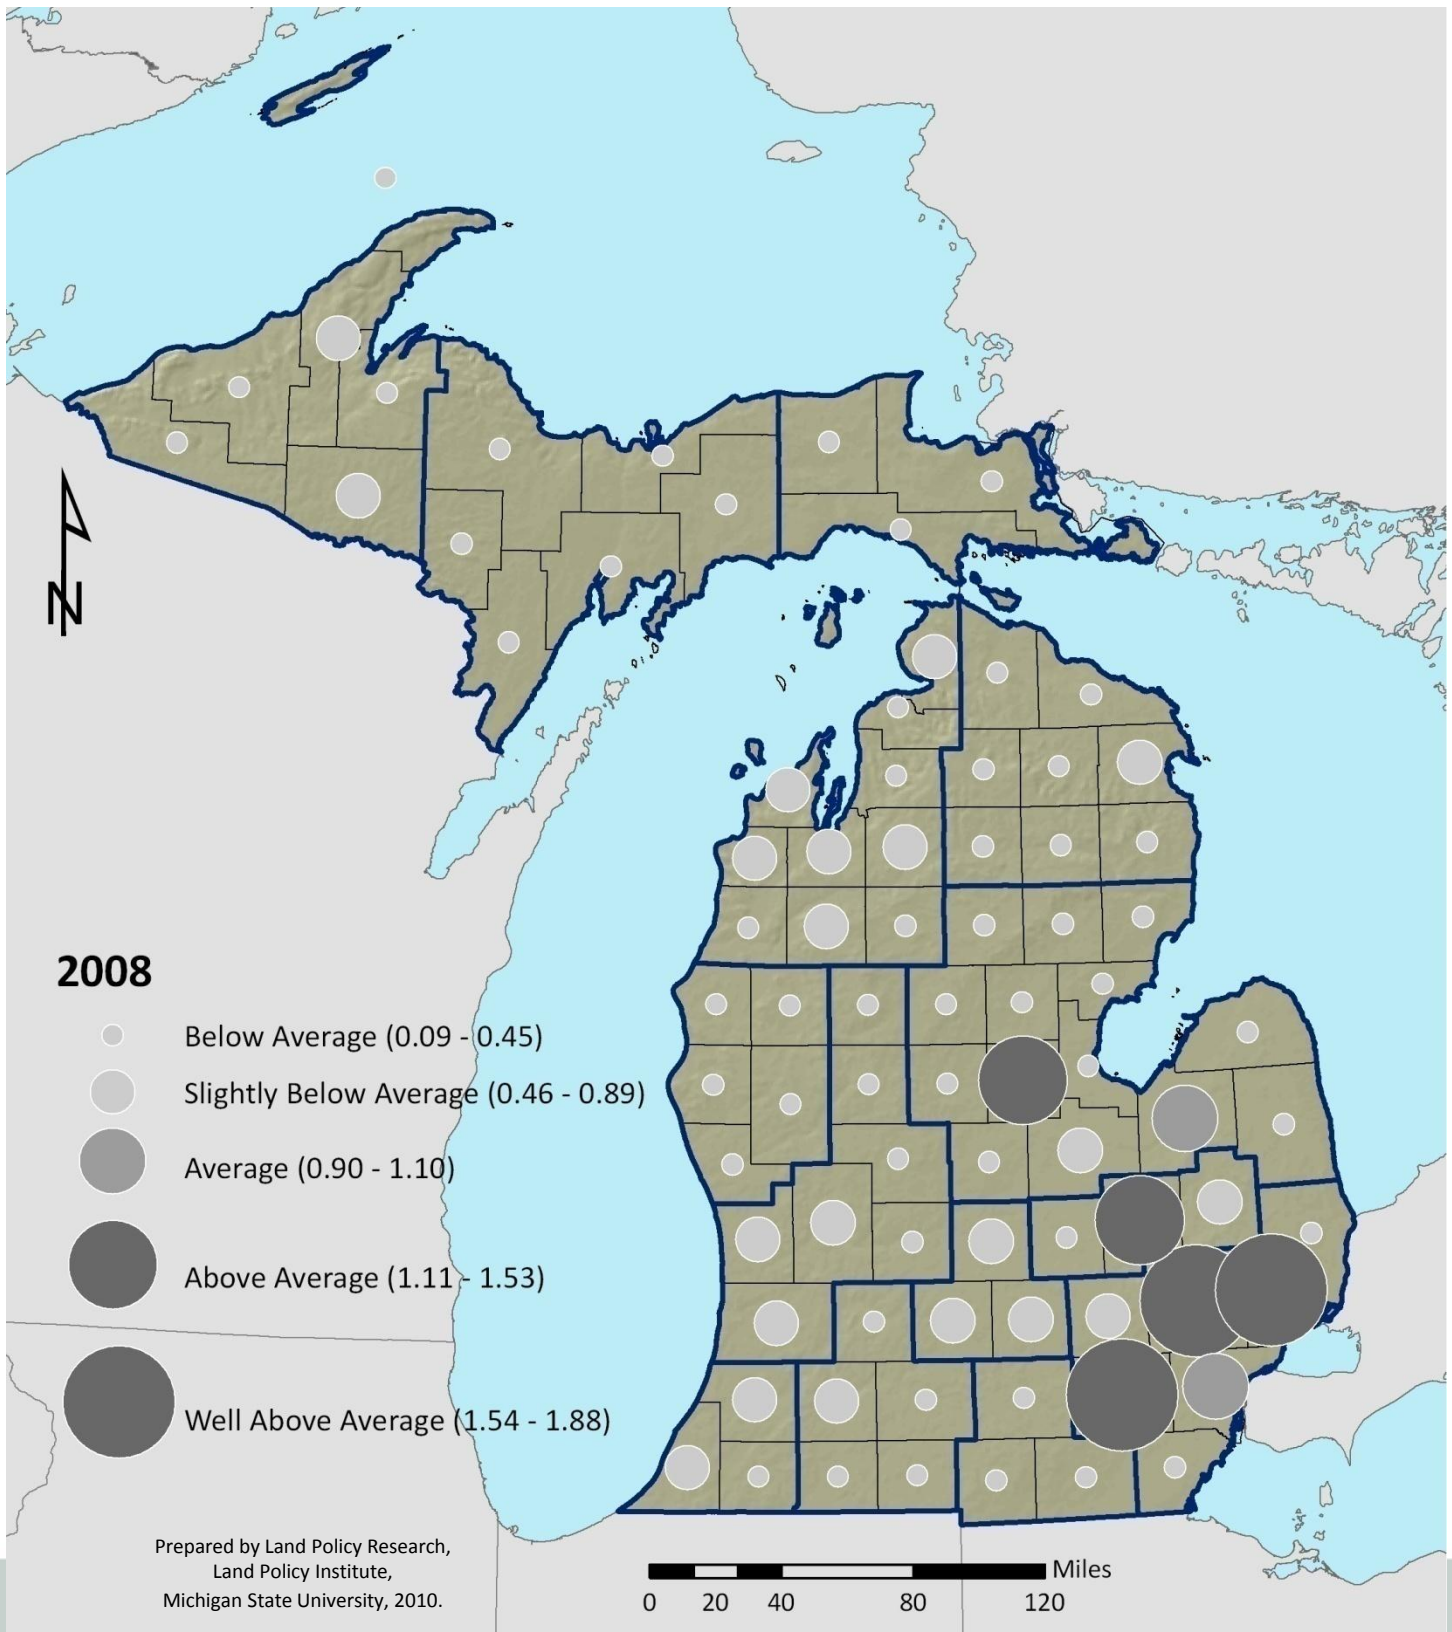 N
2008
Below Average (0.09 - 0.45)
Slightly Below Average (0.46 - 0.89)
Average (0.90 - 1.10)
Above Average (1.11 - 1.53)
Well Above Average (1.54 - 1.88)
Prepared by Land Policy Research,
Land Policy Institute,
Michigan State University, 2010.
Miles
0 20 40 80 120